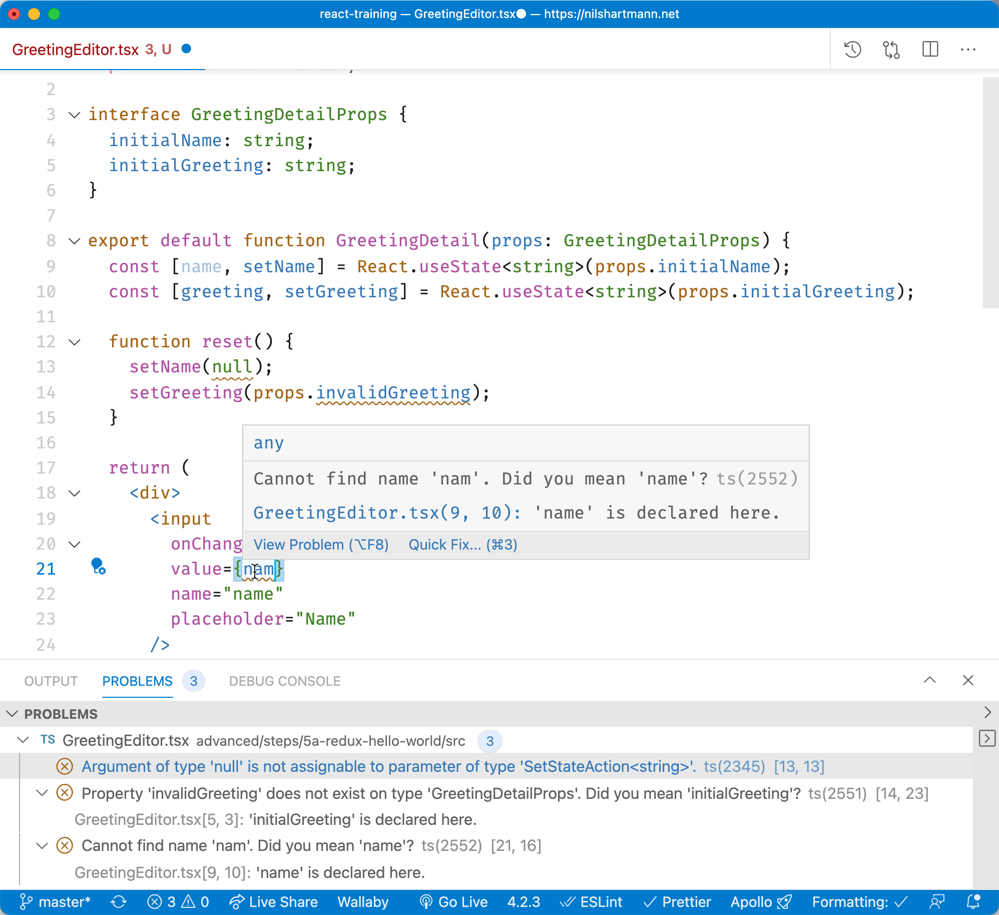 react-training — GreetingEditor.tsx● — https://nilshartmann.net
GreetingEditor.tsx 3, U
2
3 interface GreetingDetailProps {
4 initialName: string;
5 initialGreeting: string;
6 }
7
8 export default function GreetingDetail(props: GreetingDetailProps) {
9 const [name, setName] = React.useState<string>(props.initialName);
10 const [greeting, setGreeting] = React.useState<string>(props.initialGreeting);
11
12 function reset() {
13 setName(null);
14 setGreeting(props.invalidGreeting);
15 }
16
any
17 return (
Cannot find name 'nam'. Did you mean 'name'? ts(2552)
18 <div>
GreetingEditor.tsx(9, 10): 'name' is declared here.
19 <input
20 onChang
View Problem (⌥F8) Quick Fix... (⌘3)
21 value={nam}
22 name="name"
23 placeholder="Name"
24 />
OUTPUT PROBLEMS 3 DEBUG CONSOLE
PROBLEMS
TS GreetingEditor.tsx advanced/steps/5a-redux-hello-world/src 3
Argument of type 'null' is not assignable to parameter of type 'SetStateAction<string>'. ts(2345) [13, 13]
Property 'invalidGreeting' does not exist on type 'GreetingDetailProps'. Did you mean 'initialGreeting'? ts(2551) [14, 23]
GreetingEditor.tsx[5, 3]: 'initialGreeting' is declared here.
Cannot find name 'nam'. Did you mean 'name'? ts(2552) [21, 16]
GreetingEditor.tsx[9, 10]: 'name' is declared here.
master* 3 0 Live Share Wallaby Go Live 4.2.3 ESLint Prettier Apollo Formatting: ✓